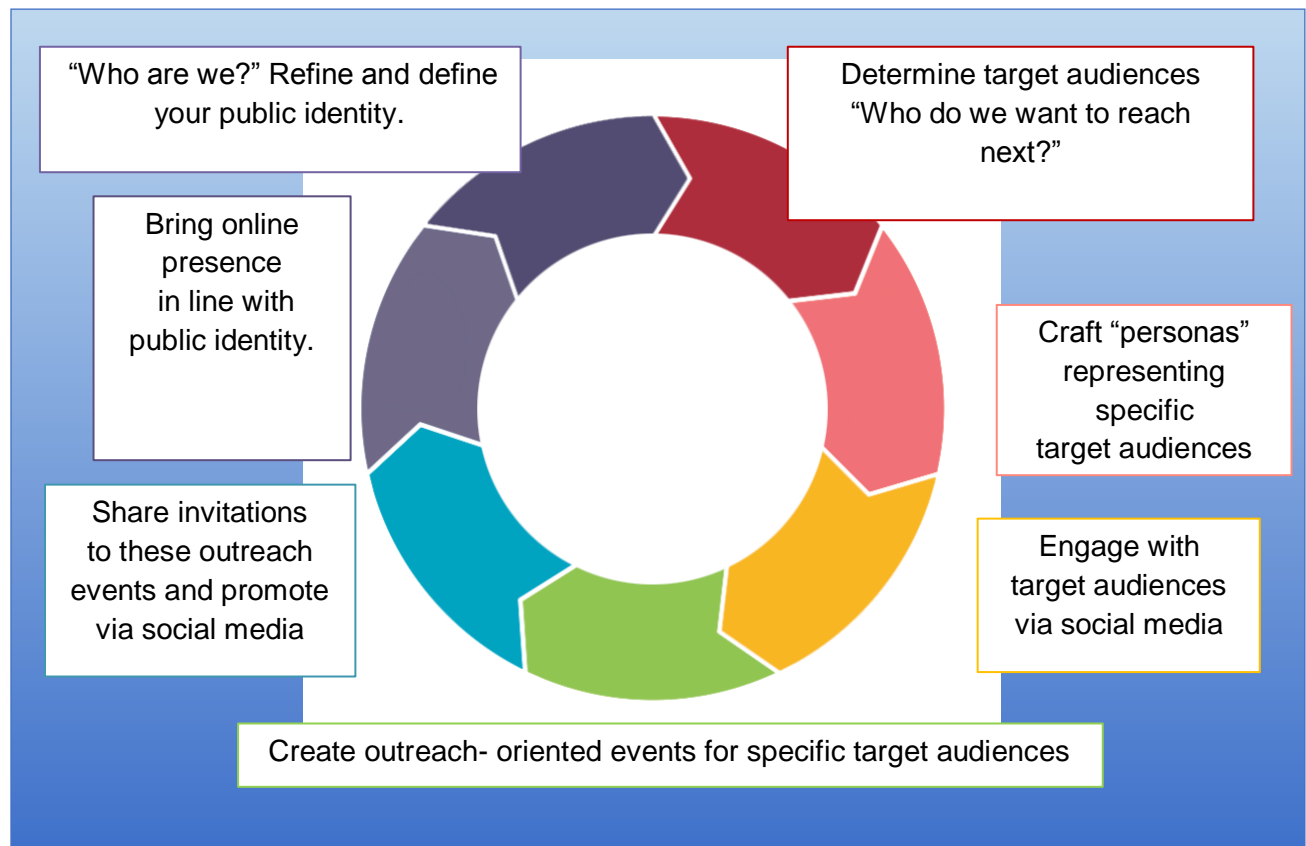 “Who are we?” Refine and define
your public identity.
Determine target audiences
“Who do we want to reach
next?”
Bring online
presence
in line with
public identity.
Craft “personas”
representing
specific
target audiences
Share invitations
to these outreach
events and promote
via social media
Engage with
target audiences
via social media
Create outreach- oriented events for specific target audiences